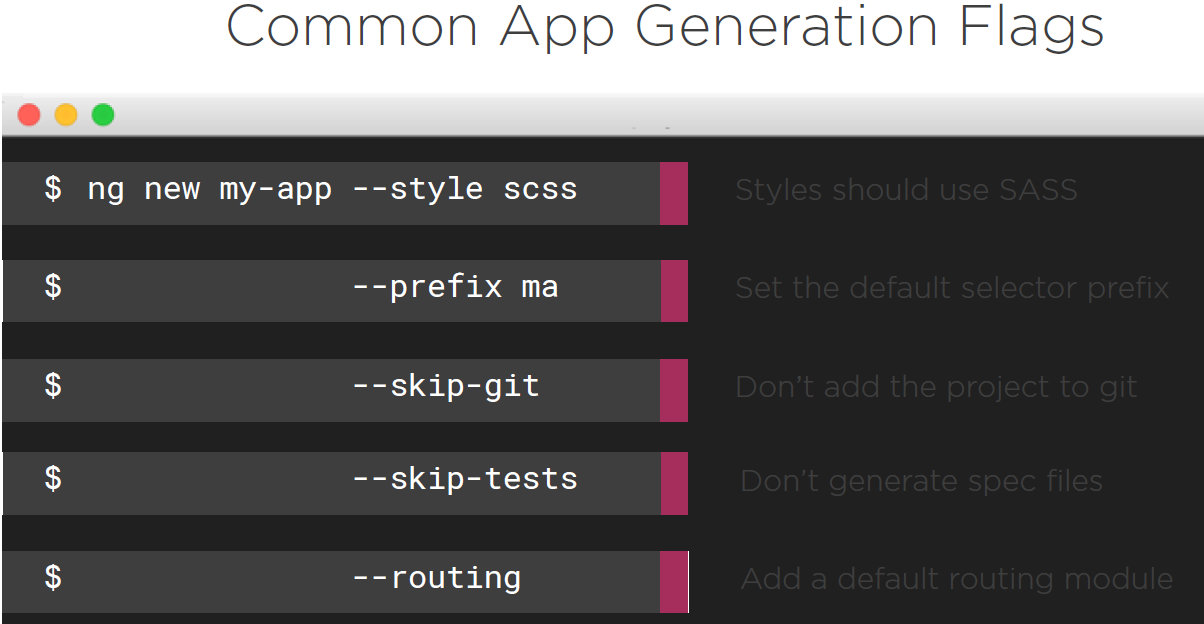 Common App Generation Flags
$ ng new my-app --style scss Styles should use SASS
$ --prefix ma Set the default selector prefix
$ --skip-git Don’t add the project to git
$ --skip-tests Don’t generate spec files
$ --routing Add a default routing module